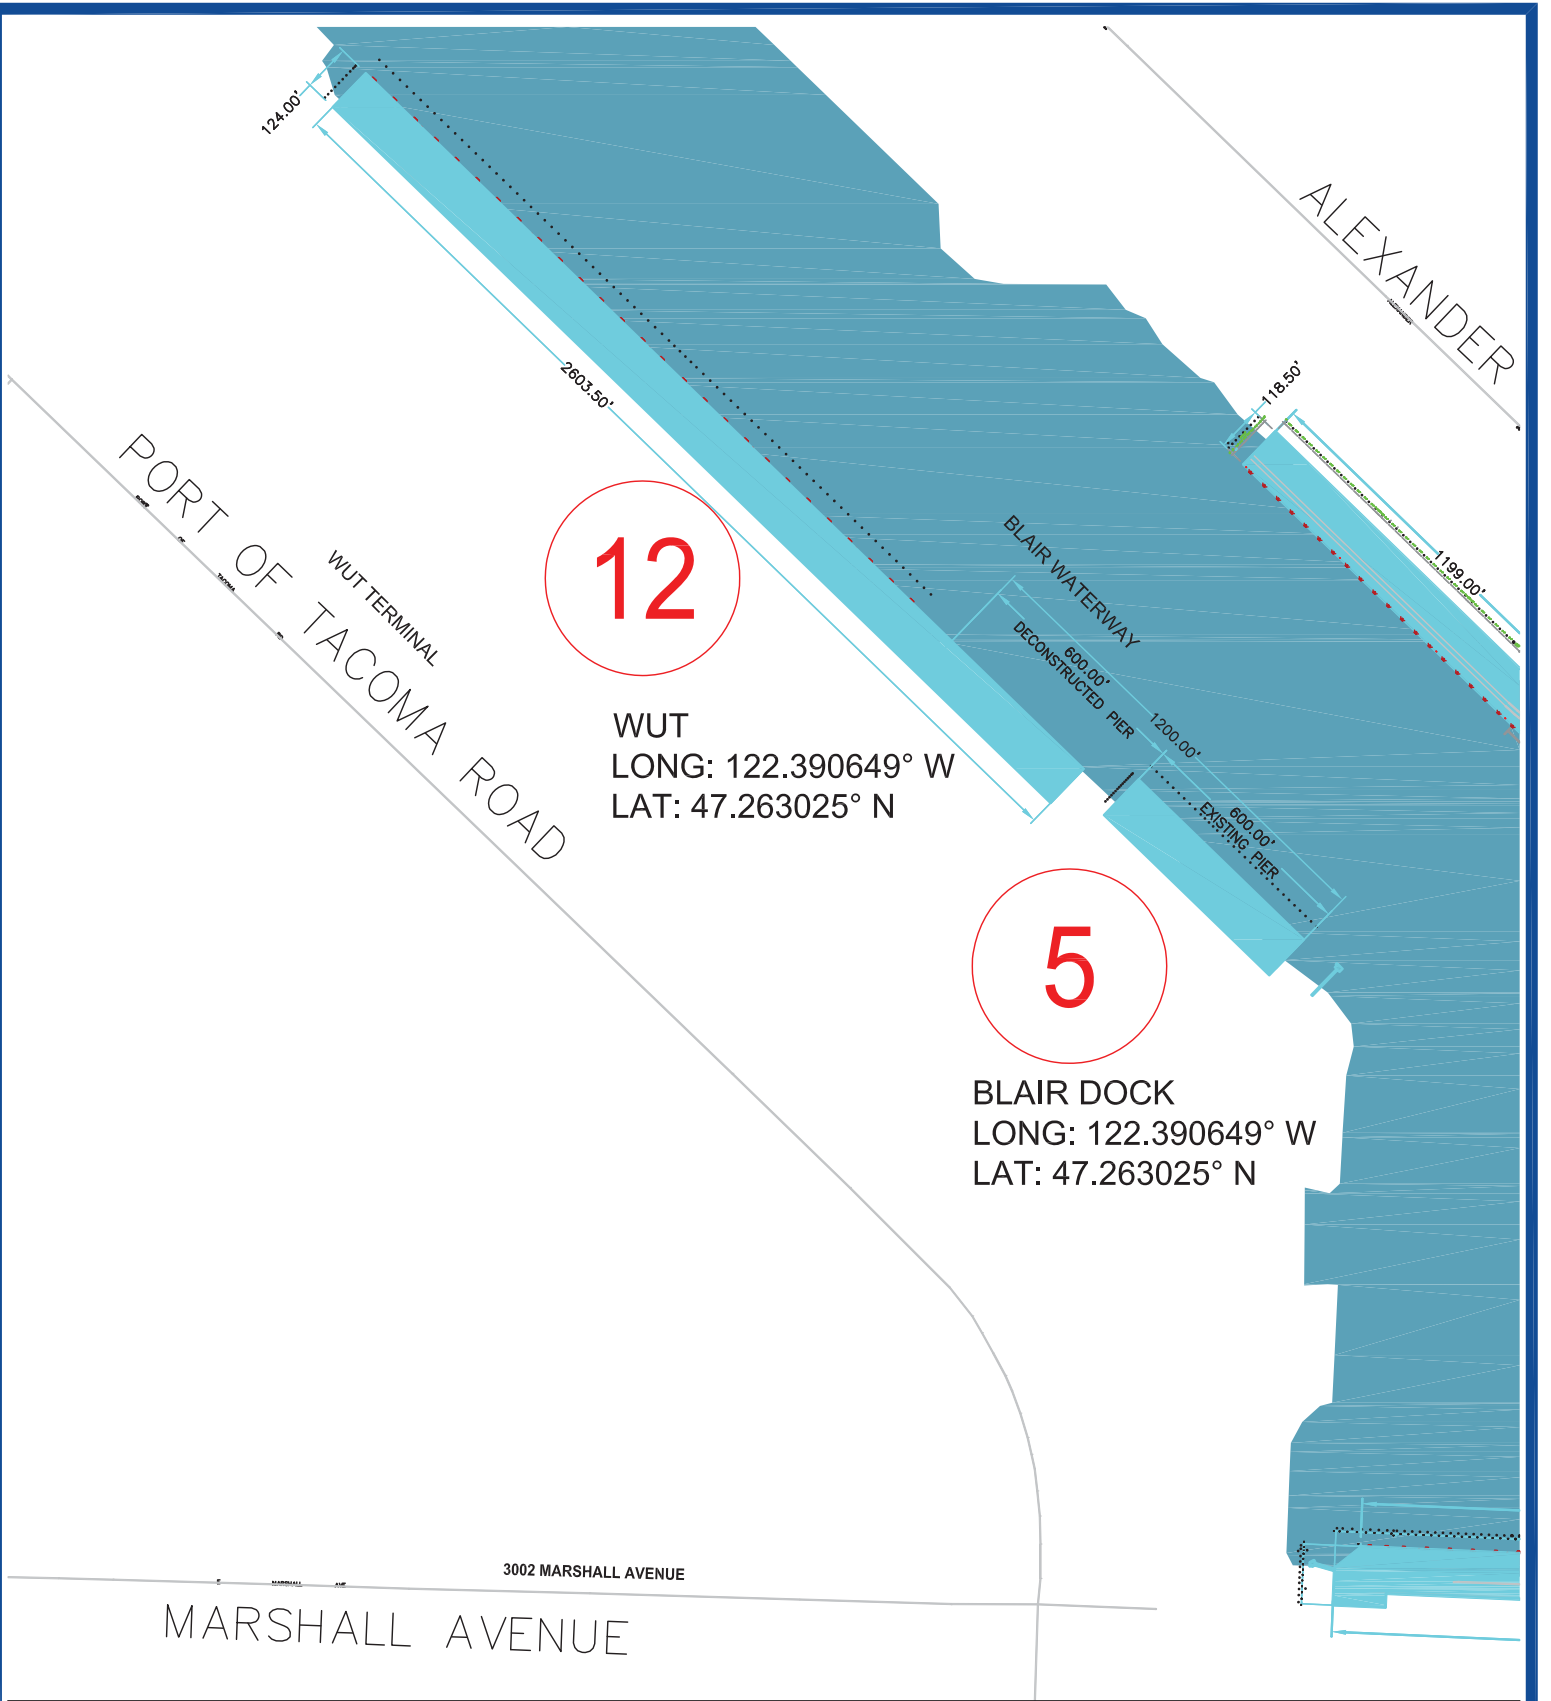 124.00'
ALEXANDER
118.50'
2603.50'
1199.00'
PORT OF TACOMA ROAD
WUT TERMINAL
12
BLAIR WATERWAY
600.00'
DECONSTRUCTED PIER
1200.00'
WUT
LONG: 122.390649° W
LAT: 47.263025° N
600.00'
EXISTING PIER
5
BLAIR DOCK
LONG: 122.390649° W
LAT: 47.263025° N
3002 MARSHALL AVENUE
MARSHALL AVENUE